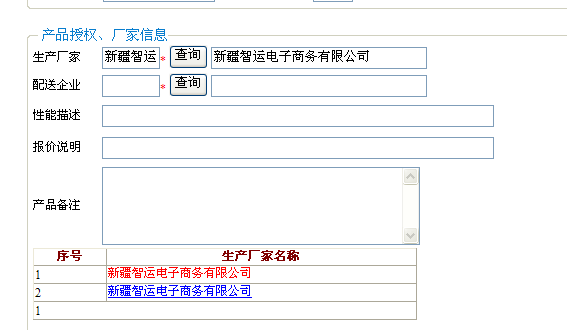 产品授权、厂家信息
生产厂家 新疆智运 * 查询 新疆智运电子商务有限公司
配送企业 * 查询
性能描述
报价说明
产品备注
序号 生产厂家名称
1 新疆智运电子商务有限公司
2 新疆智运电子商务有限公司
1